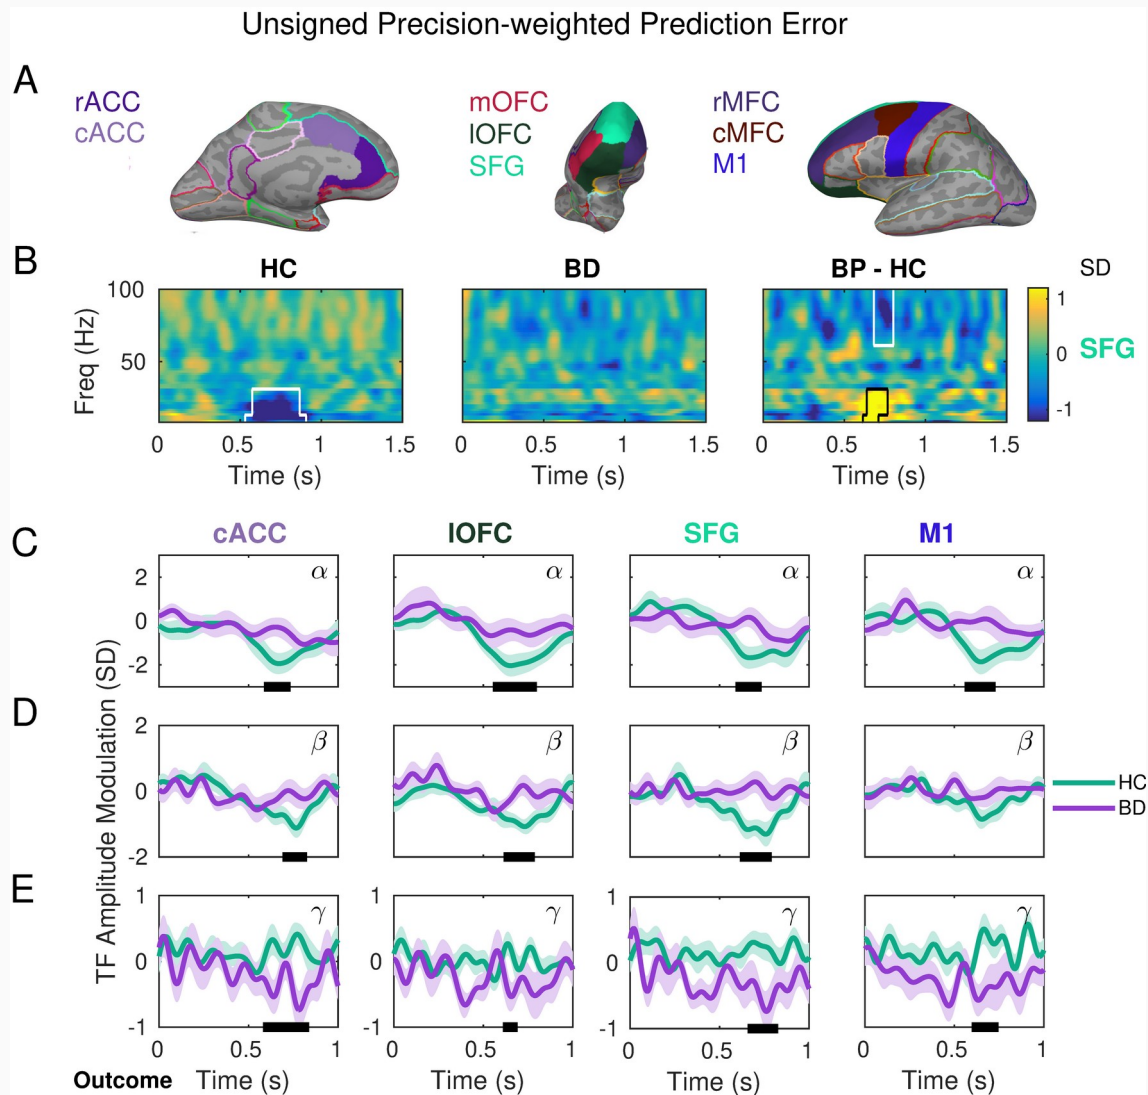 Unsigned Precision-weighted Prediction Error
A
rACC
cACC
mOFC
lOFC
SFG
rMFC
cMFC
M1
B
HC
BD
BP - HC
SD
Freq (Hz)
100
50
1
0
-1
SFG
0 0.5 1 1.5
0 0.5 1 1.5
0 0.5 1 1.5
Time (s)
Time (s)
Time (s)
C
cACC
lOFC
SFG
M1
TF Amplitude Modulation (SD)
2
0
-2
α
α
α
α
D
2
0
-2
β
β
β
β
HC
BD
E
1
0
-1
γ
1
0
-1
γ
1
0
-1
γ
1
0
-1
γ
0 0.5 1
0 0.5 1
0 0.5 1
0 0.5 1
Outcome
Time (s)
Time (s)
Time (s)
Time (s)